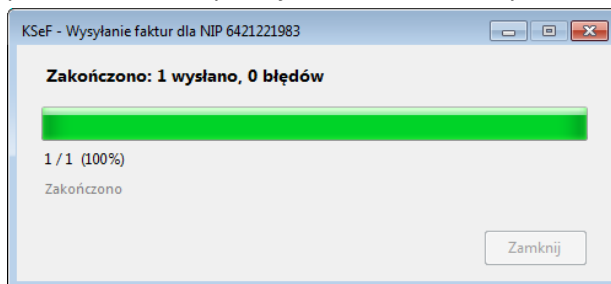 KSeF - Wysyłanie faktur dla NIP 6421221983
Zakończono: 1 wysłano, 0 błędów
1 / 1 (100%)
Zakończono
Zamknij